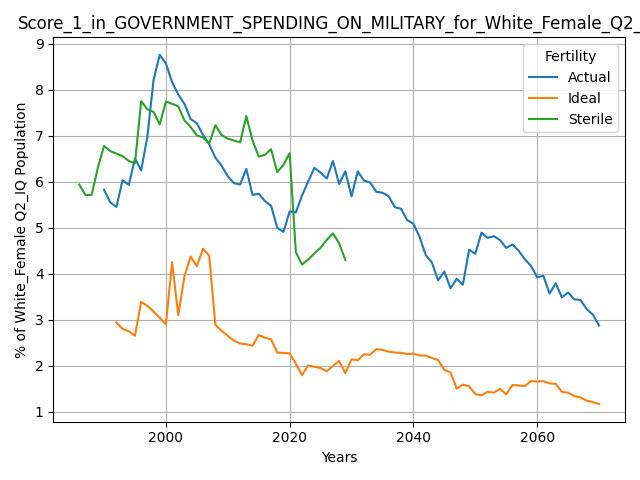 Score_1_in_GOVERNMENT_SPENDING_ON_MILITARY_for_White_Female_Q2_
Fertility
Actual
Ideal
Sterile
% of White_Female Q2_IQ Population
9
8
7
6
5
4
3
2
1
2000 2020 2040 2060
Years